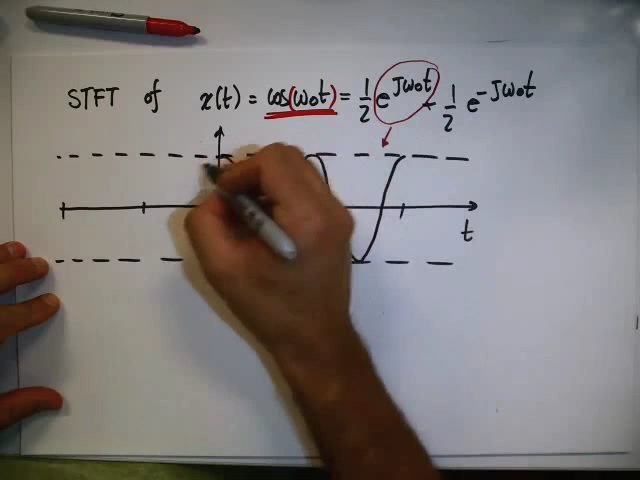 STFT of x(t) = cos(ω₀t) = 1/2 e^{Jω₀t} + 1/2 e^{-Jω₀t}
t